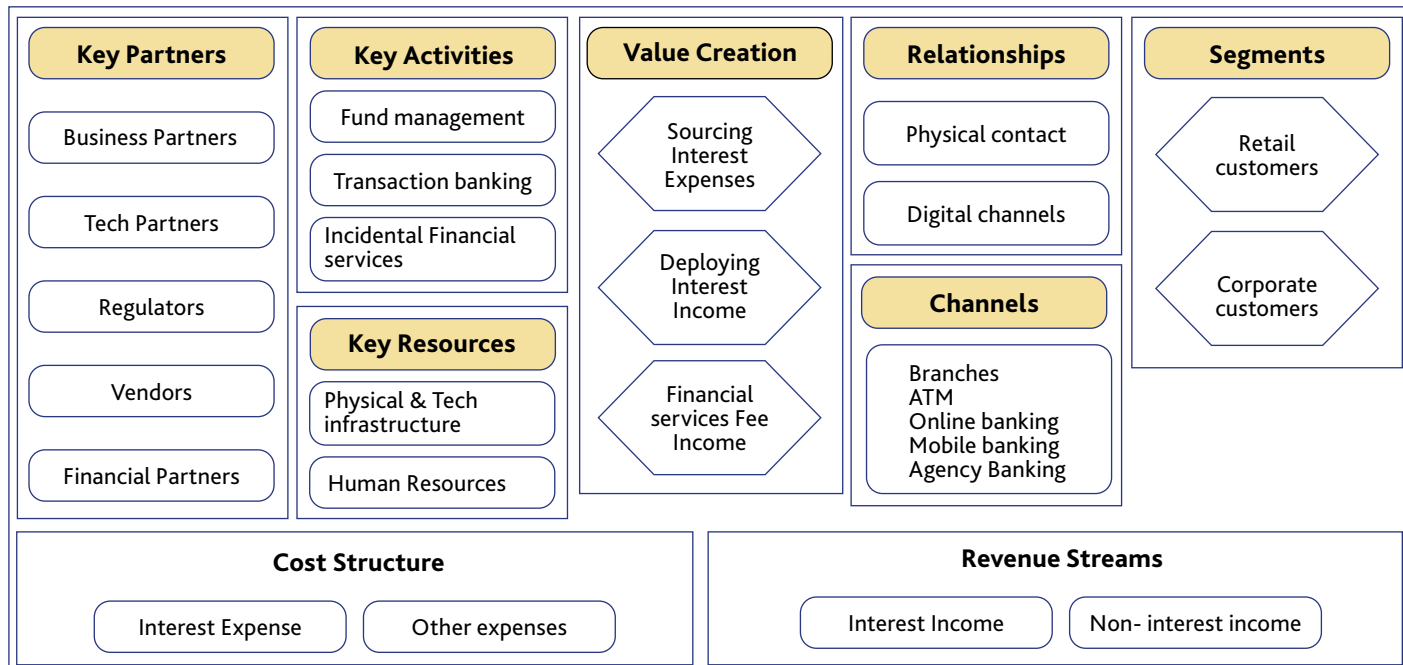 Key Partners
Business Partners
Tech Partners
Regulators
Vendors
Financial Partners
Key Activities
Fund management
Transaction banking
Incidental Financial
services
Key Resources
Physical & Tech
infrastructure
Human Resources
Value Creation
Sourcing
Interest
Expenses
Deploying
Interest
Income
Financial
services Fee
Income
Relationships
Physical contact
Digital channels
Channels
Branches
ATM
Online banking
Mobile banking
Agency Banking
Segments
Retail
customers
Corporate
customers
Cost Structure
Interest Expense
Other expenses
Revenue Streams
Interest Income
Non- interest income